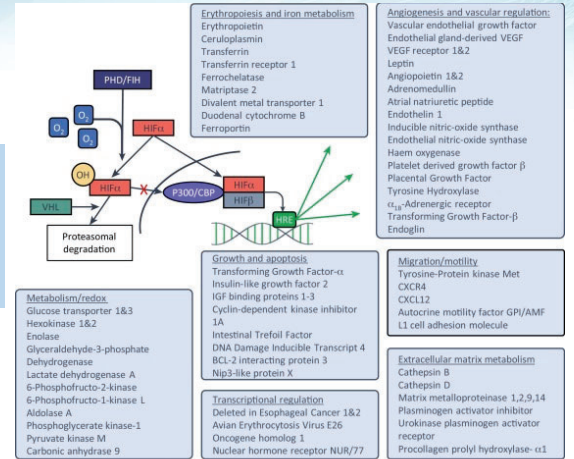 PHD/FIH
O2
O2
O2
HIFα
OH
HIFα
X
P300/CBP
HIFα
HIFβ
VHL
HRE
Proteasomal
degradation
Erythropoiesis and iron metabolism
Erythropoietin
Ceruloplasmin
Transferrin
Transferrin receptor 1
Ferrochelatase
Matriptase 2
Divalent metal transporter 1
Duodenal cytochrome B
Ferroportin
Angiogenesis and vascular regulation:
Vascular endothelial growth factor
Endothelial gland-derived VEGF
VEGF receptor 1&2
Leptin
Angiopoietin 1&2
Adrenomedullin
Atrial natriuretic peptide
Endothelin 1
Inducible nitric-oxide synthase
Endothelial nitric-oxide synthase
Haem oxygenase
Platelet derived growth factor β
Placental Growth Factor
Tyrosine Hydroxylase
α1B-Adrenergic receptor
Transforming Growth Factor-β
Endoglin
Metabolism/redox
Glucose transporter 1&3
Hexokinase 1&2
Enolase
Glyceraldehyde-3-phosphate
Dehydrogenase
Lactate dehydrogenase A
6-Phosphofructo-2-kinase
6-Phosphofructo-1-kinase L
Aldolase A
Phosphoglycerate kinase-1
Pyruvate kinase M
Carbonic anhydrase 9
Growth and apoptosis
Transforming Growth Factor-α
Insulin-like growth factor 2
IGF binding proteins 1-3
Cyclin-dependent kinase inhibitor
1A
Intestinal Trefoil Factor
DNA Damage Inducible Transcript 4
BCL-2 interacting protein 3
Nip3-like protein X
Transcriptional regulation
Deleted in Esophageal Cancer 1&2
Avian Erythrocytosis Virus E26
Oncogene homolog 1
Nuclear hormone receptor NUR/77
Migration/motility
Tyrosine-Protein kinase Met
CXCR4
CXCL12
Autocrine motility factor GPI/AMF
L1 cell adhesion molecule
Extracellular matrix metabolism
Cathepsin B
Cathepsin D
Matrix metalloproteinase 1,2,9,14
Plasminogen activator inhibitor
Urokinase plasminogen activator
receptor
Procollagen prolyl hydroxylase- α1